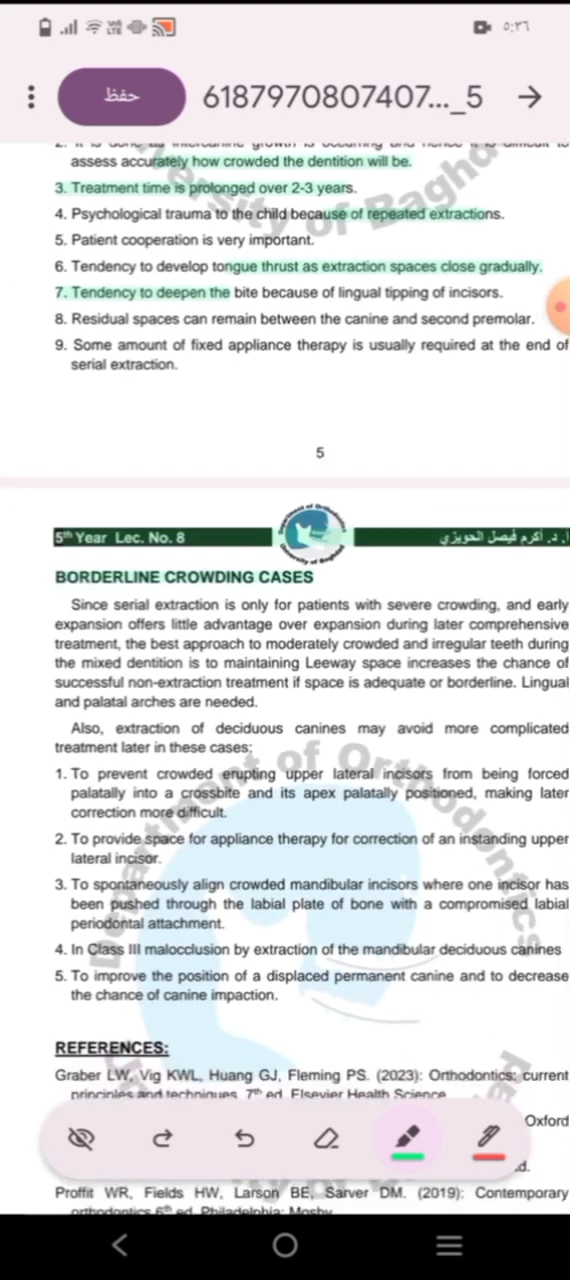 ٥:٣٦
حفظ
6187970807407..._5
assess accurately how crowded the dentition will be.
3. Treatment time is prolonged over 2-3 years.
4. Psychological trauma to the child because of repeated extractions.
5. Patient cooperation is very important.
6. Tendency to develop tongue thrust as extraction spaces close gradually.
7. Tendency to deepen the bite because of lingual tipping of incisors.
8. Residual spaces can remain between the canine and second premolar.
9. Some amount of fixed appliance therapy is usually required at the end of
serial extraction.
5
5th Year Lec. No. 8
ا. د. أكرم فيصل الحويزي
BORDERLINE CROWDING CASES
Since serial extraction is only for patients with severe crowding, and early
expansion offers little advantage over expansion during later comprehensive
treatment, the best approach to moderately crowded and irregular teeth during
the mixed dentition is to maintaining Leeway space increases the chance of
successful non-extraction treatment if space is adequate or borderline. Lingual
and palatal arches are needed.
Also, extraction of deciduous canines may avoid more complicated
treatment later in these cases:
1. To prevent crowded erupting upper lateral incisors from being forced
palatally into a crossbite and its apex palatally positioned, making later
correction more difficult.
2. To provide space for appliance therapy for correction of an instanding upper
lateral incisor.
3. To spontaneously align crowded mandibular incisors where one incisor has
been pushed through the labial plate of bone with a compromised labial
periodontal attachment.
4. In Class III malocclusion by extraction of the mandibular deciduous canines
5. To improve the position of a displaced permanent canine and to decrease
the chance of canine impaction.
REFERENCES:
Graber LW, Vig KWL, Huang GJ, Fleming PS. (2023): Orthodontics: current
principles and techniques. 7th ed. Elsevier Health Science
Oxford
Proffit WR, Fields HW, Larson BE, Sarver DM. (2019): Contemporary
orthodontics 6th ed. Philadelphia: Mosby